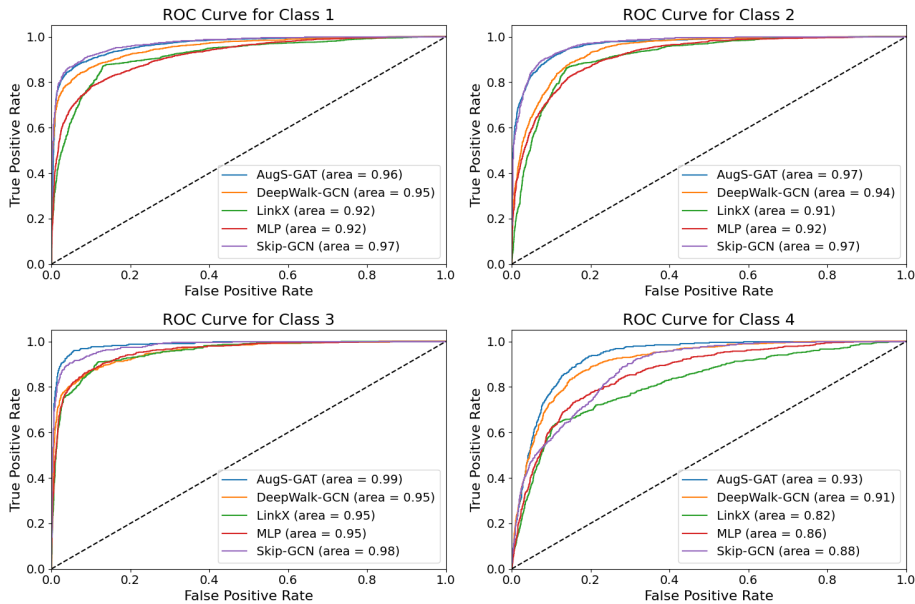 ROC Curve for Class 1
True Positive Rate
1.0
0.8
0.6
0.4
0.2
0.0
AugS-GAT (area = 0.96)
DeepWalk-GCN (area = 0.95)
LinkX (area = 0.92)
MLP (area = 0.92)
Skip-GCN (area = 0.97)
0.0 0.2 0.4 0.6 0.8 1.0
False Positive Rate
ROC Curve for Class 2
True Positive Rate
1.0
0.8
0.6
0.4
0.2
0.0
AugS-GAT (area = 0.97)
DeepWalk-GCN (area = 0.94)
LinkX (area = 0.91)
MLP (area = 0.92)
Skip-GCN (area = 0.97)
0.0 0.2 0.4 0.6 0.8 1.0
False Positive Rate
ROC Curve for Class 3
True Positive Rate
1.0
0.8
0.6
0.4
0.2
0.0
AugS-GAT (area = 0.99)
DeepWalk-GCN (area = 0.95)
LinkX (area = 0.95)
MLP (area = 0.95)
Skip-GCN (area = 0.98)
0.0 0.2 0.4 0.6 0.8 1.0
False Positive Rate
ROC Curve for Class 4
True Positive Rate
1.0
0.8
0.6
0.4
0.2
0.0
AugS-GAT (area = 0.93)
DeepWalk-GCN (area = 0.91)
LinkX (area = 0.82)
MLP (area = 0.86)
Skip-GCN (area = 0.88)
0.0 0.2 0.4 0.6 0.8 1.0
False Positive Rate